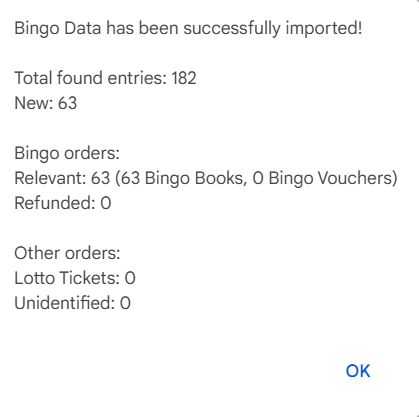 Bingo Data has been successfully imported!
Total found entries: 182
New: 63
Bingo orders:
Relevant: 63 (63 Bingo Books, 0 Bingo Vouchers)
Refunded: 0
Other orders:
Lotto Tickets: 0
Unidentified: 0
OK